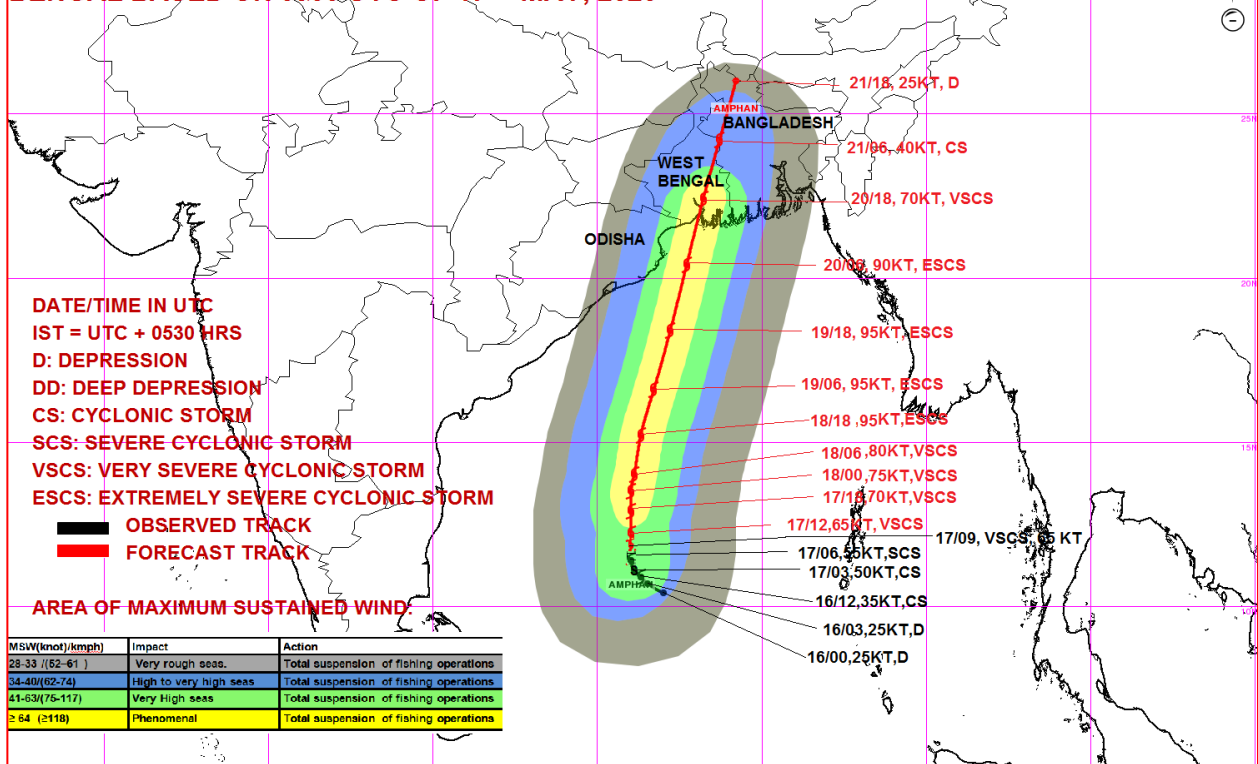 21/18, 25KT, D
AMPHAN
BANGLADESH
21/06, 40KT, CS
WEST
BENGAL
20/18, 70KT, VSCS
ODISHA
20/06, 90KT, ESCS
19/18, 95KT, ESCS
19/06, 95KT, ESCS
18/18 ,95KT,ESCS
18/06 ,80KT,VSCS
18/00 ,75KT,VSCS
17/18,70KT,VSCS
17/12,65KT, VSCS
17/09, VSCS, 65 KT
17/06,55KT,SCS
17/03 50KT,CS
AMPHAN
16/12,35KT,CS
16/03,25KT,D
16/00,25KT,D
25N
20N
15N
10N
DATE/TIME IN UTC
IST = UTC + 0530 HRS
D: DEPRESSION
DD: DEEP DEPRESSION
CS: CYCLONIC STORM
SCS: SEVERE CYCLONIC STORM
VSCS: VERY SEVERE CYCLONIC STORM
ESCS: EXTREMELY SEVERE CYCLONIC STORM
OBSERVED TRACK
FORECAST TRACK
AREA OF MAXIMUM SUSTAINED WIND:
MSW(knot)/kmph) Impact Action
28-33 /(52–61 ) Very rough seas. Total suspension of fishing operations
34-40/(62-74) High to very high seas Total suspension of fishing operations
41-63/(75-117) Very High seas Total suspension of fishing operations
≥ 64 (≥118) Phenomenal Total suspension of fishing operations